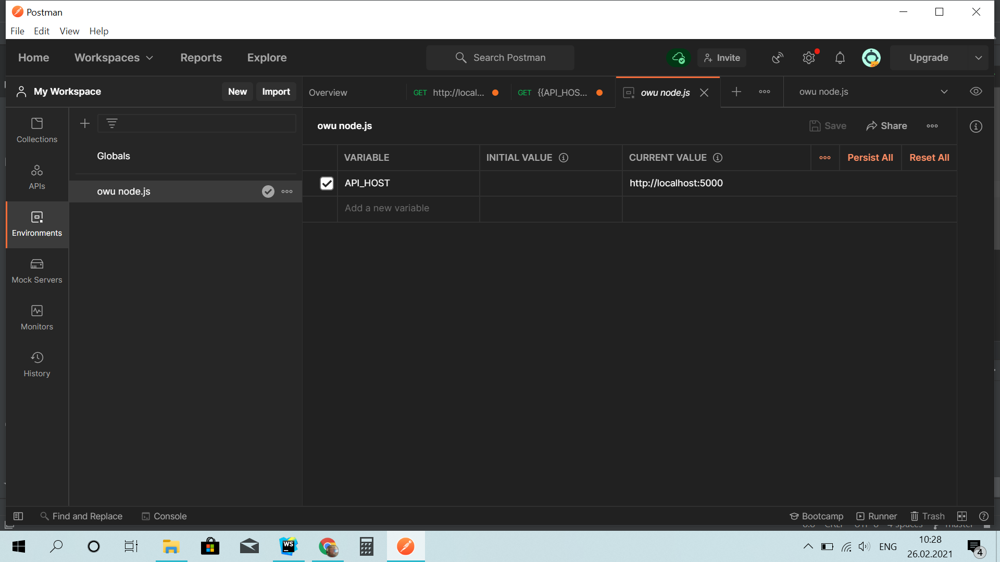 Postman
File Edit View Help
Home Workspaces Reports Explore Search Postman Invite Upgrade
My Workspace New Import Overview GET http://local... GET {{API_HOS... owu node.js owu node.js
owu node.js Save Share
Collections
Globals
VARIABLE INITIAL VALUE CURRENT VALUE Persist All Reset All
APIs
API_HOST http://localhost:5000
owu node.js
Add a new variable
Environments
Mock Servers
Monitors
History
Find and Replace Console Bootcamp Runner Trash
WS
ENG
10:28
26.02.2021
4